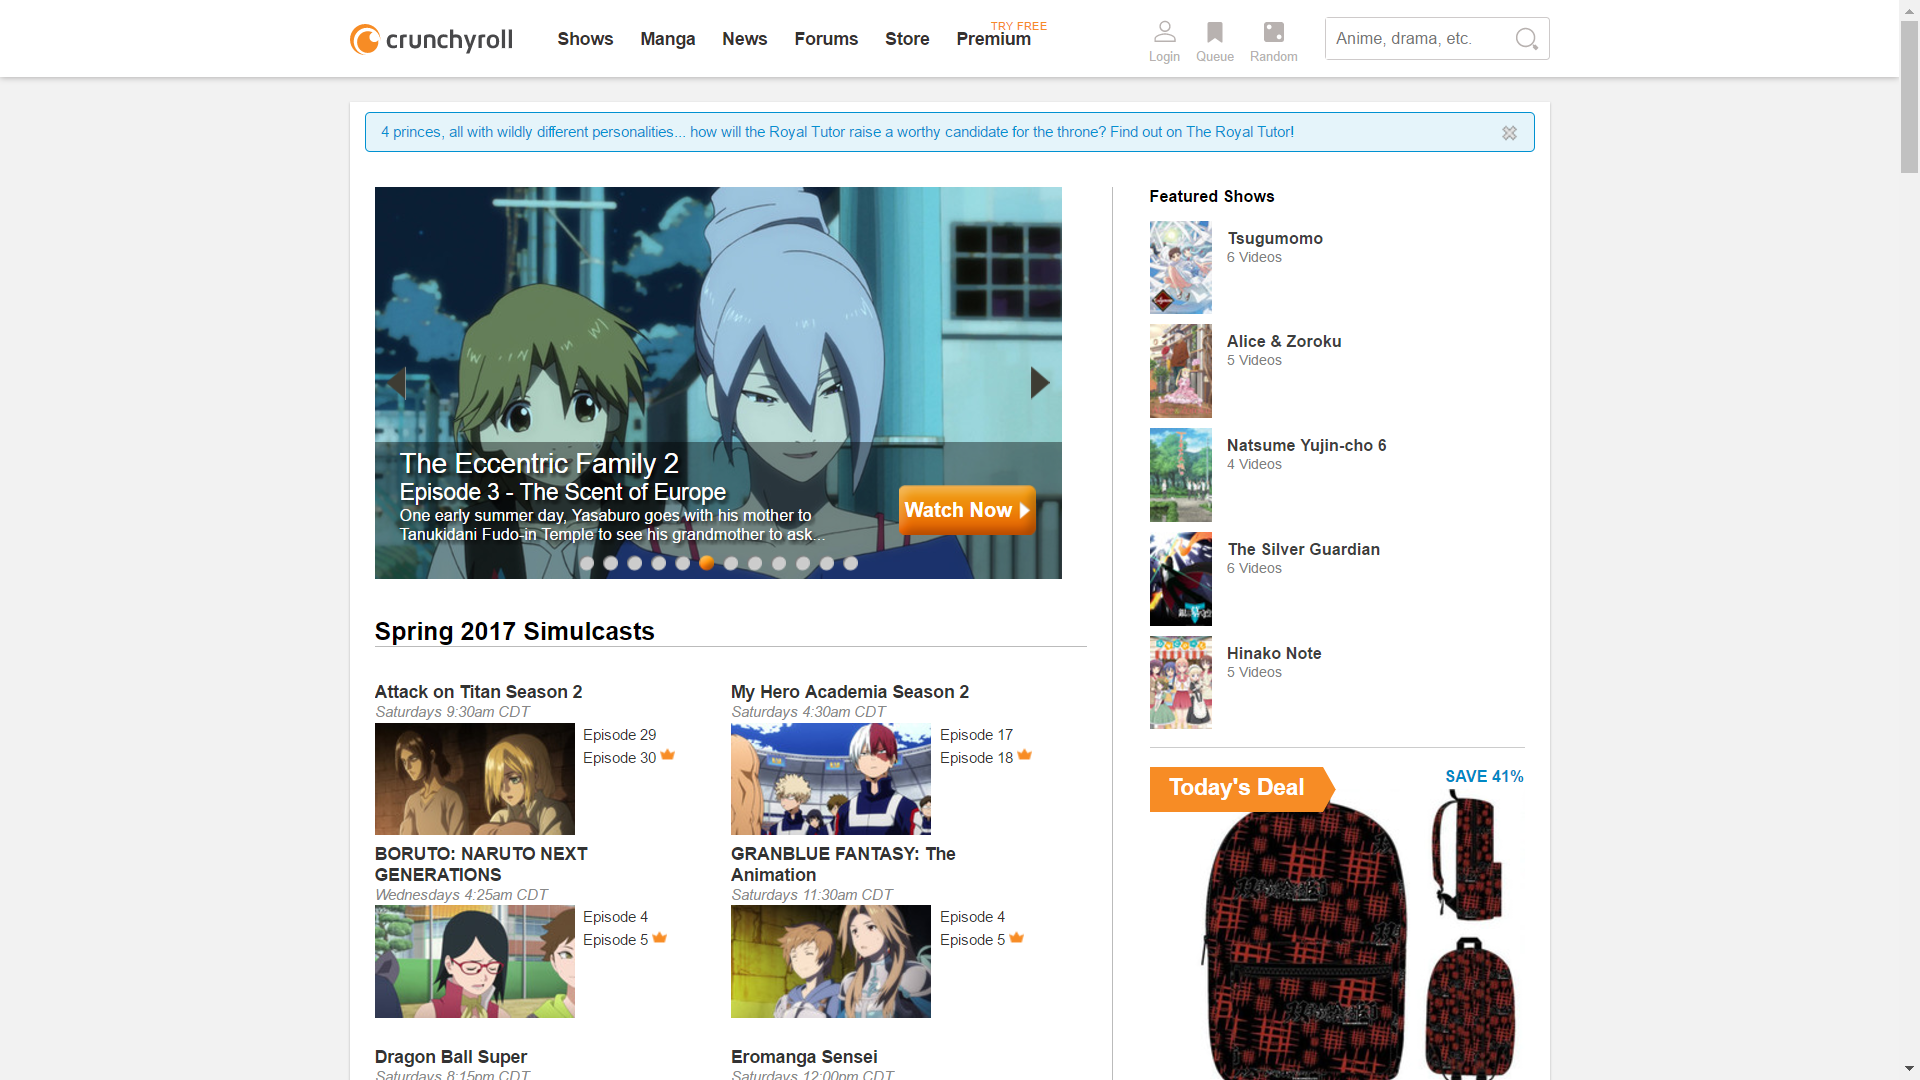 crunchyroll
Shows
Manga
News
Forums
Store
Premium
TRY FREE
Login
Queue
Random
Anime, drama, etc.
4 princes, all with wildly different personalities... how will the Royal Tutor raise a worthy candidate for the throne? Find out on The Royal Tutor!
The Eccentric Family 2
Episode 3 - The Scent of Europe
One early summer day, Yasaburo goes with his mother to
Tanukidani Fudo-in Temple to see his grandmother to ask...
Watch Now
Spring 2017 Simulcasts
Attack on Titan Season 2
Saturdays 9:30am CDT
Episode 29
Episode 30
My Hero Academia Season 2
Saturdays 4:30am CDT
Episode 17
Episode 18
BORUTO: NARUTO NEXT
GENERATIONS
Wednesdays 4:25am CDT
Episode 4
Episode 5
GRANBLUE FANTASY: The
Animation
Saturdays 11:30am CDT
Episode 4
Episode 5
Dragon Ball Super
Saturdays 8:15pm CDT
Eromanga Sensei
Saturdays 12:00pm CDT
Featured Shows
Tsugumomo
6 Videos
Alice & Zoroku
5 Videos
Natsume Yujin-cho 6
4 Videos
The Silver Guardian
6 Videos
Hinako Note
5 Videos
Today's Deal
SAVE 41%